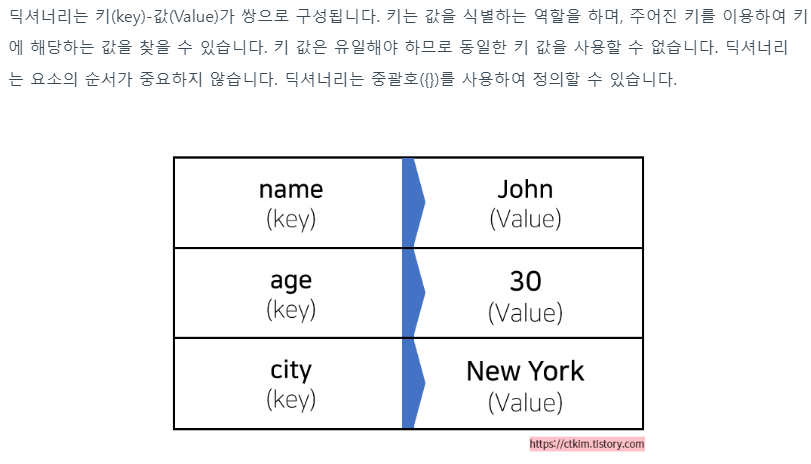 딕셔너리는 키(key)-값(Value)가 쌍으로 구성됩니다. 키는 값을 식별하는 역할을 하며, 주어진 키를 이용하여 키
에 해당하는 값을 찾을 수 있습니다. 키 값은 유일해야 하므로 동일한 키 값을 사용할 수 없습니다. 딕셔너리
는 요소의 순서가 중요하지 않습니다. 딕셔너리는 중괄호({})를 사용하여 정의할 수 있습니다.
name John
(key) (Value)
age 30
(key) (Value)
city New York
(key) (Value)
https://ctkim.tistory.com